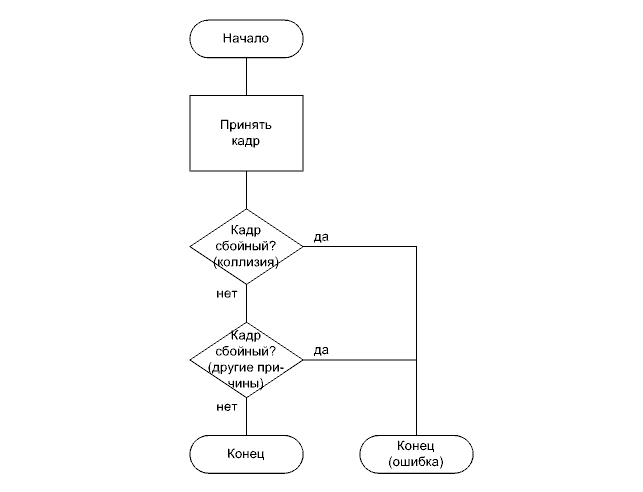 Начало
Принять
кадр
Кадр
сбойный?
(коллизия)
да
нет
Кадр
сбойный?
(другие при-
чины)
да
нет
Конец
Конец
(ошибка)